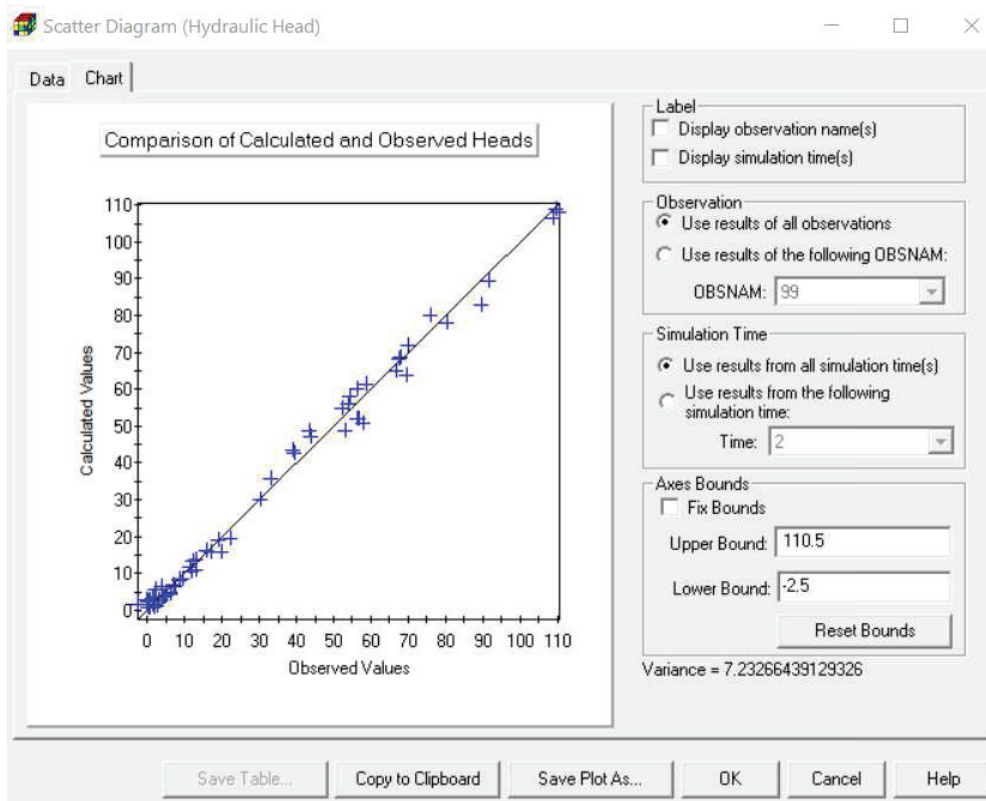 Scatter Diagram (Hydraulic Head)
Data Chart
Comparison of Calculated and Observed Heads
Calculated Values
110
100
90
80
70
60
50
40
30
20
10
0
0 10 20 30 40 50 60 70 80 90 100 110
Observed Values
Label
Display observation name(s)
Display simulation time(s)
Observation
Use results of all observations
Use results of the following OBSNAM:
OBSNAM: 99
Simulation Time
Use results from all simulation time(s)
Use results from the following
simulation time:
Time: 2
Axes Bounds
Fix Bounds
Upper Bound: 110.5
Lower Bound: -2.5
Reset Bounds
Variance = 7.23266439129326
Save Table... Copy to Clipboard Save Plot As... OK Cancel Help